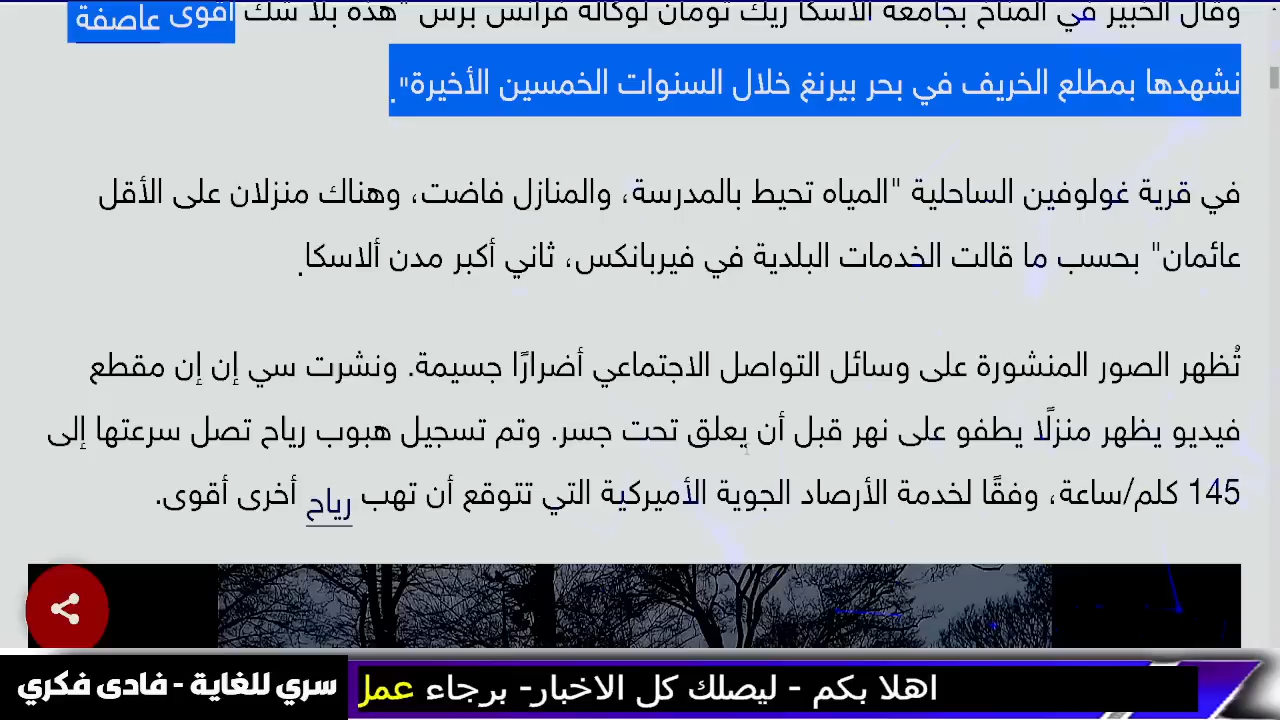 وقال الخبير في المناخ بجامعة ألاسكا ريك تومان لوكالة فرانس برس "هذه بلا شك أقوى عاصفة
نشهدها بمطلع الخريف في بحر بيرنغ خلال السنوات الخمسين الأخيرة".
في قرية غولوفين الساحلية "المياه تحيط بالمدرسة، والمنازل فاضت، وهناك منزلان على الأقل
عائمان" بحسب ما قالت الخدمات البلدية في فيربانكس، ثاني أكبر مدن ألاسكا.
تُظهر الصور المنشورة على وسائل التواصل الاجتماعي أضرارًا جسيمة. ونشرت سي إن إن مقطع
فيديو يظهر منزلًا يطفو على نهر قبل أن يعلق تحت جسر. وتم تسجيل هبوب رياح تصل سرعتها إلى
145 كلم/ساعة، وفقًا لخدمة الأرصاد الجوية الأميركية التي تتوقع أن تهب رياح أخرى أقوى.
اهلا بكم - ليصلك كل الاخبار- برجاء عمل
سري للغاية - فادى فكري